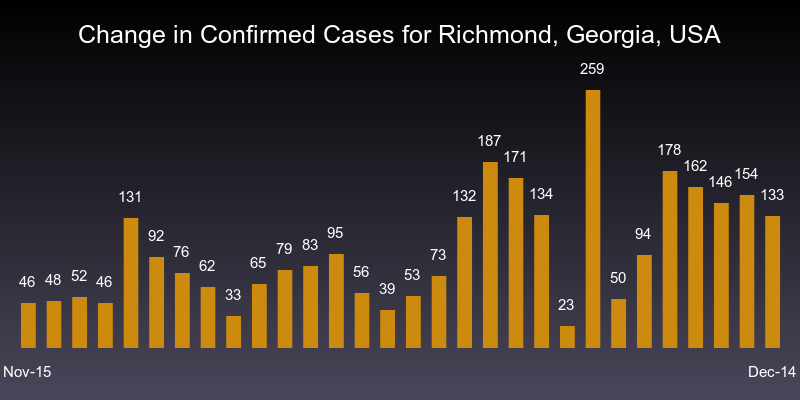 Change in Confirmed Cases for Richmond, Georgia, USA
46 48 52 46 131 92 76 62 33 65 79 83 95 56 39 53 73 132 187 171 134 23 259 50 94 178 162 146 154 133
Nov-15 Dec-14